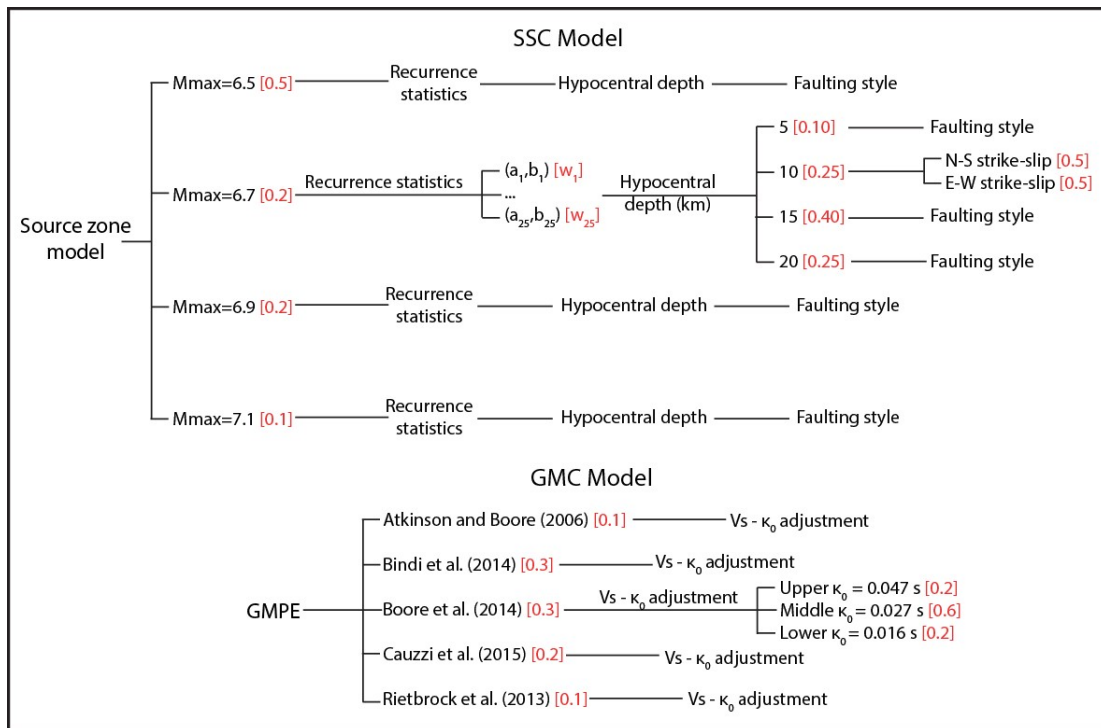 SSC Model
Mmax=6.5 [0.5]
Recurrence
statistics
Hypocentral depth
Faulting style
5 [0.10]
Faulting style
Mmax=6.7 [0.2]
Recurrence statistics
(a₁,b₁) [w₁]
...
(a₂₅,b₂₅) [w₂₅]
Hypocentral
depth (km)
10 [0.25]
N-S strike-slip [0.5]
E-W strike-slip [0.5]
15 [0.40]
Faulting style
20 [0.25]
Faulting style
Source zone
model
Mmax=6.9 [0.2]
Recurrence
statistics
Hypocentral depth
Faulting style
Mmax=7.1 [0.1]
Recurrence
statistics
Hypocentral depth
Faulting style
GMC Model
Atkinson and Boore (2006) [0.1]
Vs - κ₀ adjustment
Bindi et al. (2014) [0.3]
Vs - κ₀ adjustment
GMPE
Boore et al. (2014) [0.3]
Vs - κ₀ adjustment
Upper κ₀ = 0.047 s [0.2]
Middle κ₀ = 0.027 s [0.6]
Lower κ₀ = 0.016 s [0.2]
Cauzzi et al. (2015) [0.2]
Vs - κ₀ adjustment
Rietbrock et al. (2013) [0.1]
Vs - κ₀ adjustment